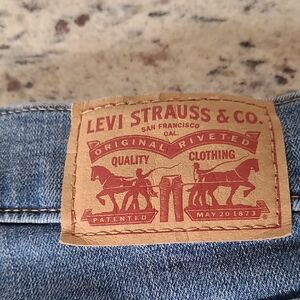 LEVI STRAUSS & CO.
SAN FRANCISCO
CAL.
ORIGINAL RIVETED
QUALITY CLOTHING
PATENTED MAY 20 1873